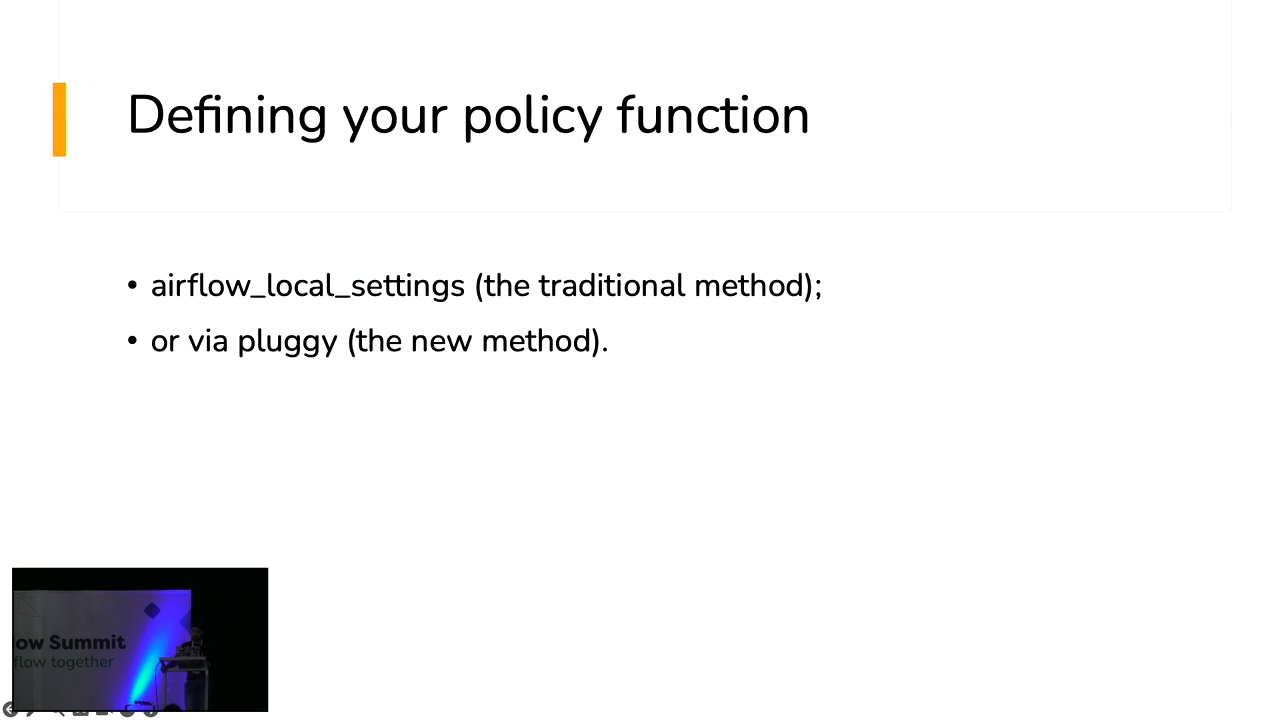 Defining your policy function
• airflow_local_settings (the traditional method);
• or via pluggy (the new method).
ow Summit
flow together